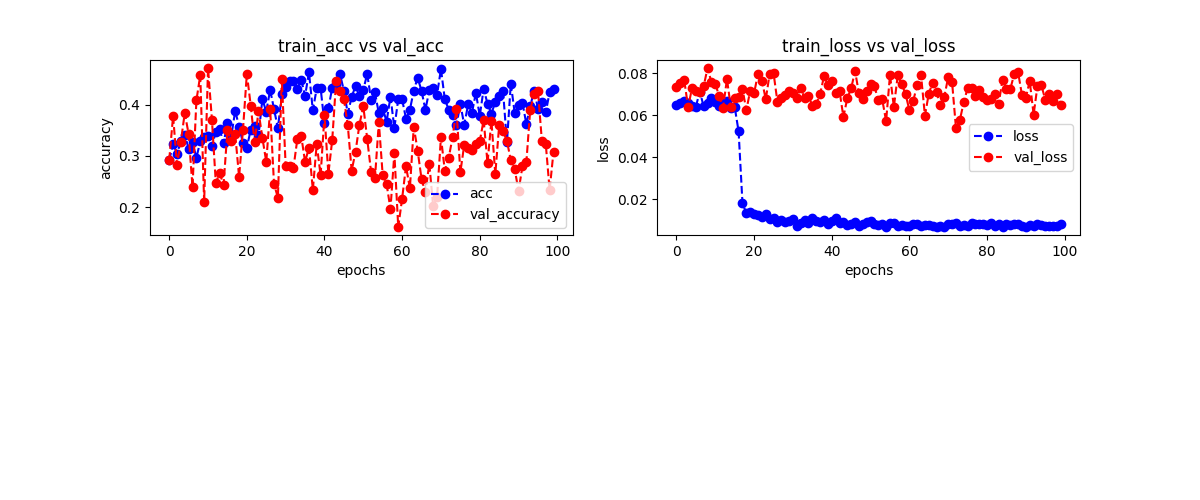 train_acc vs val_acc
accuracy
0.4
0.3
0.2
0 20 40 60 80 100
epochs
acc
val_accuracy
train_loss vs val_loss
loss
0.08
0.06
0.04
0.02
0 20 40 60 80 100
epochs
loss
val_loss